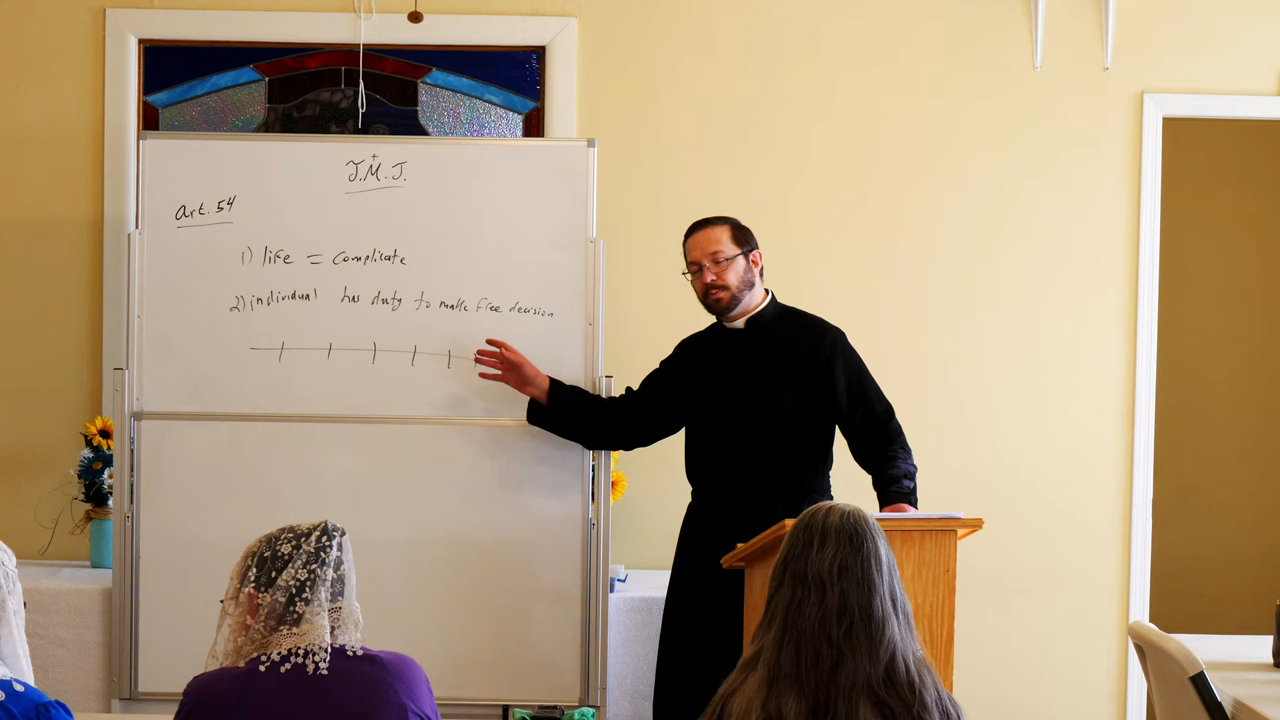 J.M.J.
Art. 54
1) life = complicate
2) individual has duty to make free decision